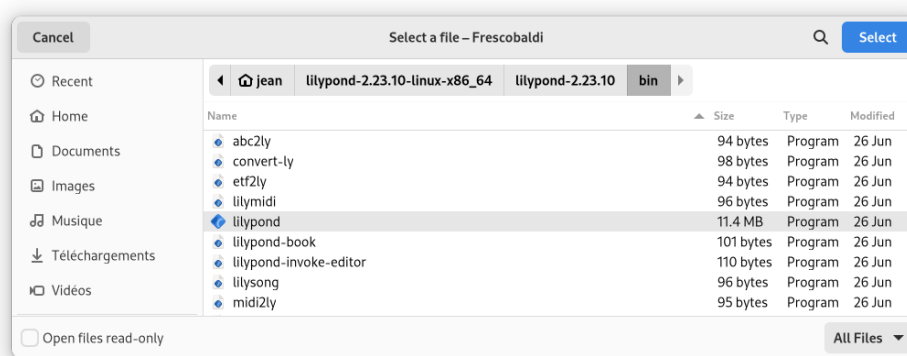 Cancel Select a file – Frescobaldi Select
Recent
Home
Documents
Images
Musique
Téléchargements
Vidéos
jean lilypond-2.23.10-linux-x86_64 lilypond-2.23.10 bin
Name Size Type Modified
abc2ly 94 bytes Program 26 Jun
convert-ly 98 bytes Program 26 Jun
etf2ly 94 bytes Program 26 Jun
lilymidi 96 bytes Program 26 Jun
lilypond 11.4 MB Program 26 Jun
lilypond-book 101 bytes Program 26 Jun
lilypond-invoke-editor 110 bytes Program 26 Jun
lilysong 96 bytes Program 26 Jun
midi2ly 95 bytes Program 26 Jun
Open files read-only All Files